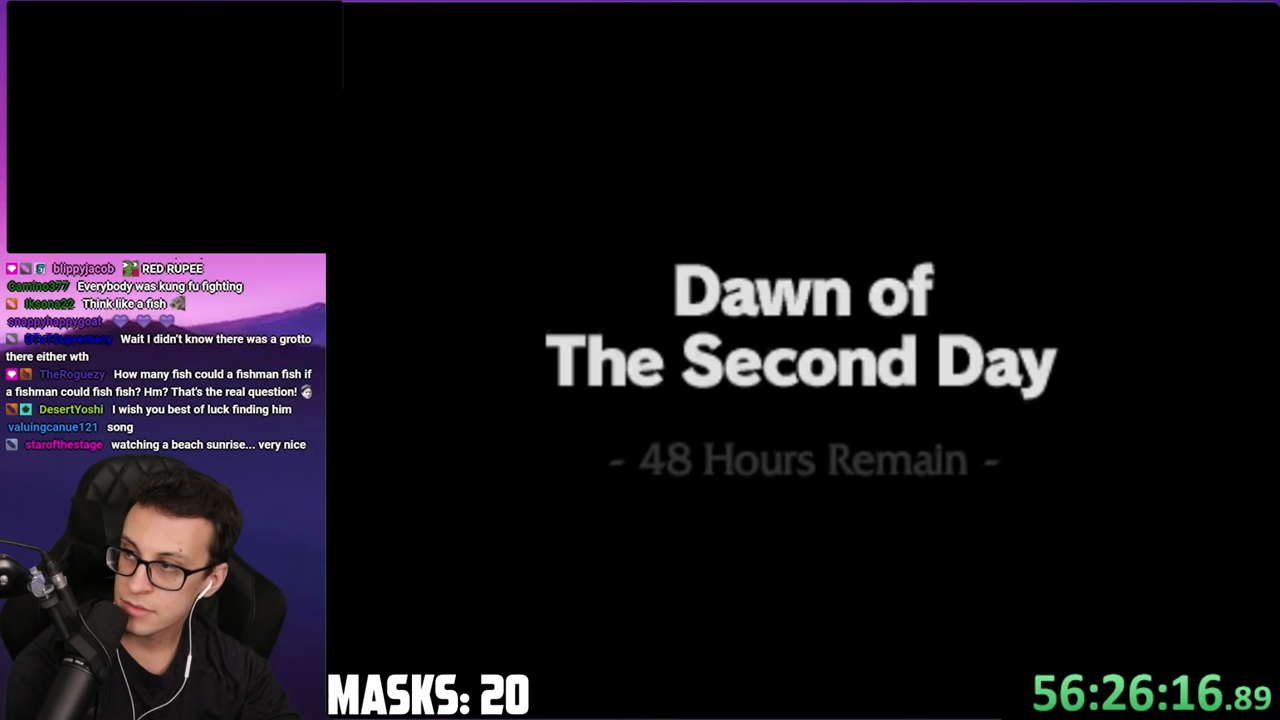 blippyjacob RED RUPEE
Camino377 Everybody was kung fu fighting
Iksona22 Think like a fish
snappyhappygoat
Wait I didn't know there was a grotto
there either wth
TheRoguezy How many fish could a fishman fish if
a fishman could fish fish? Hm? That's the real question!
DesertYoshi I wish you best of luck finding him
valuingcanue121 song
starofthestage watching a beach sunrise... very nice
Dawn of
The Second Day
- 48 Hours Remain -
MASKS: 20
56:26:16.89